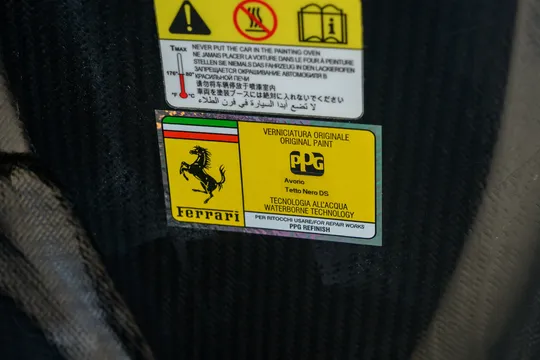 TMAX
176° 80°
°F °C
NEVER PUT THE CAR IN THE PAINTING OVEN
NE JAMAIS PLACER LA VOITURE DANS LE FOUR À PEINTURE
STELLEN SIE NIEMALS DAS FAHRZEUG IN DEN LACKIEROFEN
ЗАПРЕЩАЕТСЯ ОКРАШИВАНИЕ АВТОМОБИЛЯ В
КРАСИЛЬНОЙ ПЕЧИ
请勿将车辆停放于喷漆室内
車両を塗装ブースには絶対に入れないでください
لا تضع أبدا السيارة في فرن الطلاء
Ferrari
VERNICIATURA ORIGINALE
ORIGINAL PAINT
PPG
Avorio
Tetto Nero DS.
TECNOLOGIA ALL'ACQUA
WATERBORNE TECHNOLOGY
PER RITOCCHI USARE/FOR REPAIR WORKS
PPG REFINISH